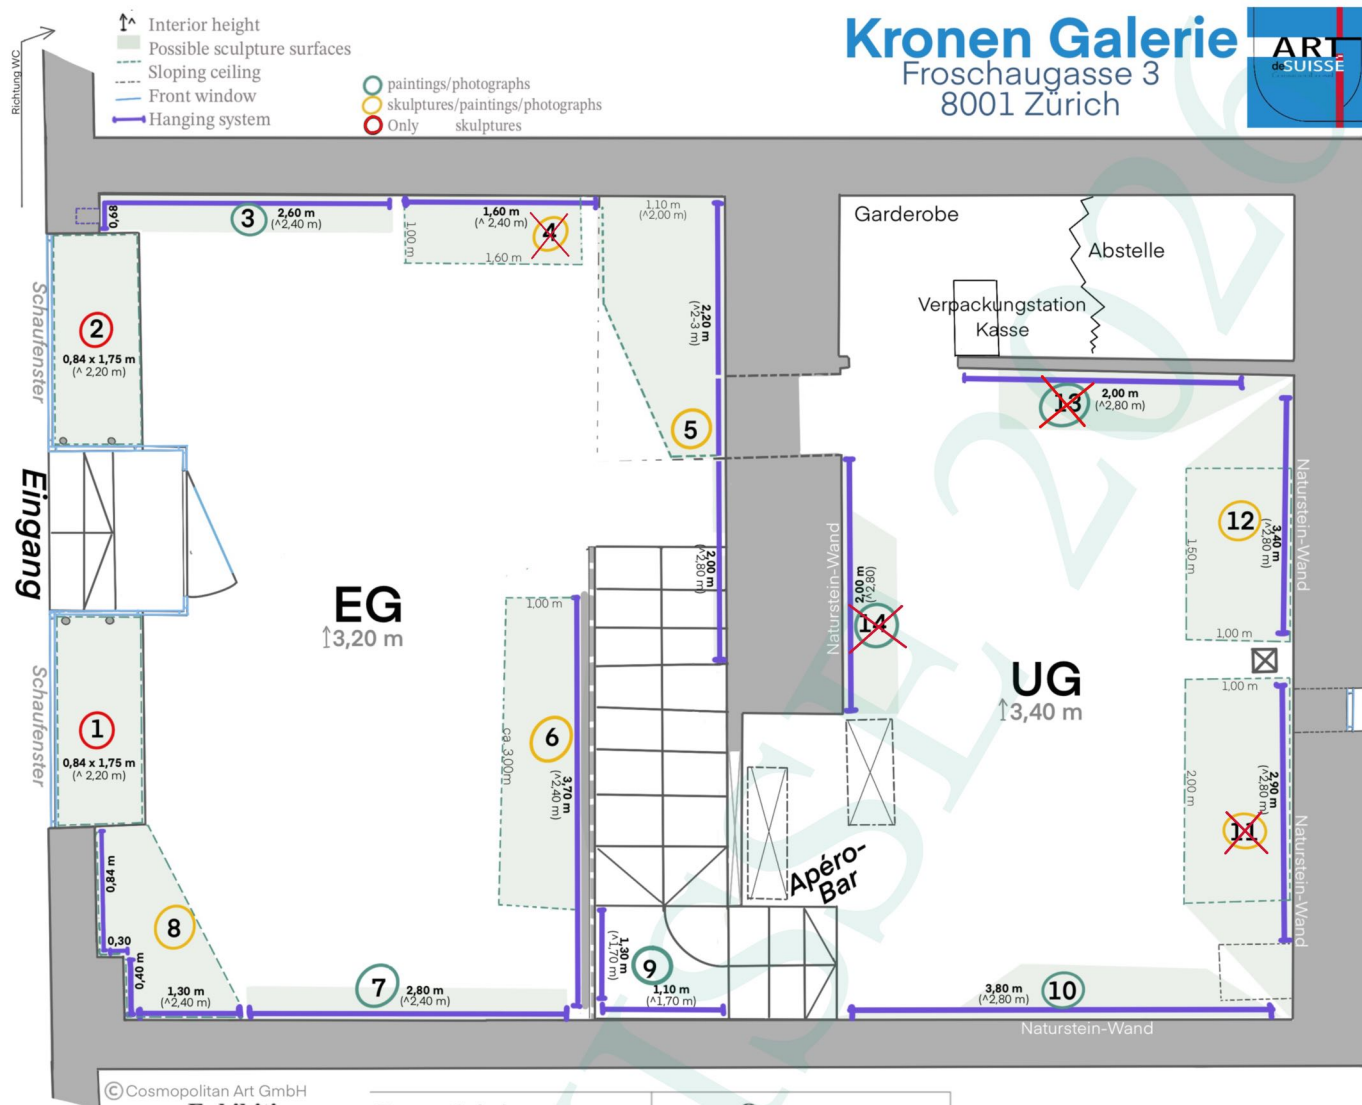 Richtung WC
Interior height
Possible sculpture surfaces
Sloping ceiling
Front window
Hanging system
paintings/photographs
skulptures/paintings/photographs
Only skulptures
Kronen Galerie
Froschaugasse 3
8001 Zürich
ART
deSUISSE
0,68
3
2,60 m
(^2,40 m)
1,60 m
(^ 2,40 m)
4
1,00 m
1,60 m
1,10 m
(^2,00 m)
2,20 m
(^2-3 m)
5
Garderobe
Abstelle
Verpackungstation
Kasse
Schaufenster
2
0,84 x 1,75 m
(^ 2,20 m)
13
2,00 m
(^2,80 m)
Eingang
EG
3,20 m
2,00 m
(^2,80 m)
Naturstein-Wand
2,00 m
(^2,80)
14
12
3,40 m
(^2,80 m)
1,50 m
1,00 m
Naturstein-Wand
UG
3,40 m
1,00 m
Schaufenster
1
0,84 x 1,75 m
(^ 2,20 m)
1,00 m
6
ca. 3,00m
3,70 m
(^2,40 m)
2,00 m
2,90 m
(^2,80 m)
11
Naturstein-Wand
Apéro-
Bar
0,84 m
8
0,30
0,40 m
1,30 m
(^2,40 m)
7
2,80 m
(^2,40 m)
1,30 m
(^1,70 m)
9
1,10 m
(^1,70 m)
3,80 m
(^2,80 m)
10
Naturstein-Wand
© Cosmopolitan Art GmbH
ISSE 2026